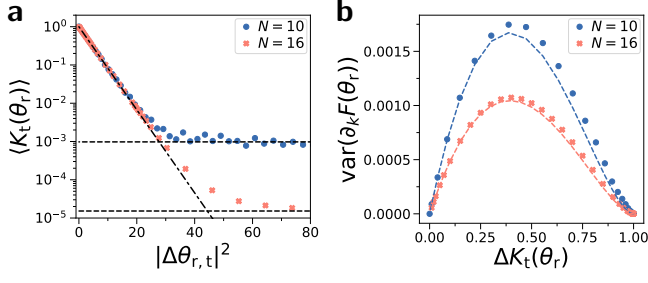 a
b
⟨K_t(θ_r)⟩
10^0
10^-1
10^-2
10^-3
10^-4
10^-5
N = 10
N = 16
0 20 40 60 80
|Δθ_{r,t}|^2
var(∂_kF(θ_r))
0.0015
0.0010
0.0005
0.0000
N = 10
N = 16
0.00 0.25 0.50 0.75 1.00
ΔK_t(θ_r)